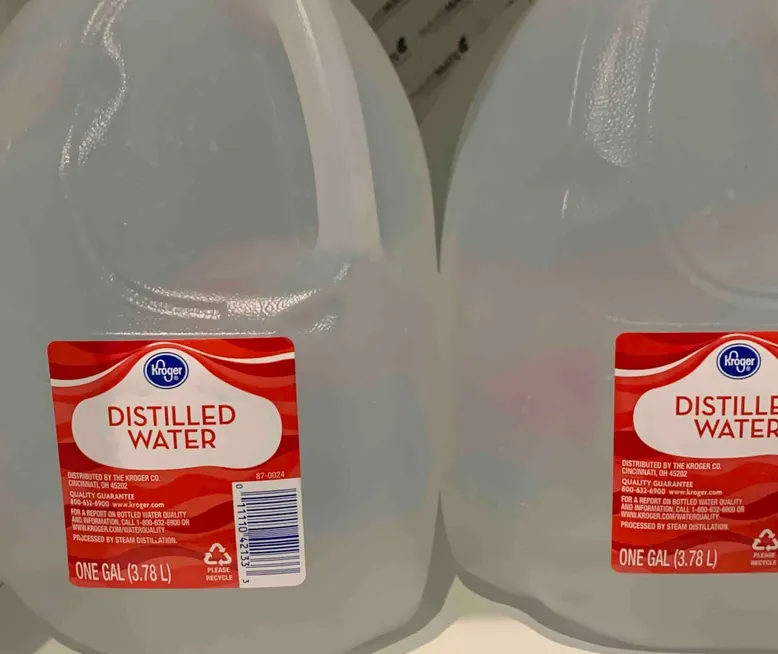 Kroger
DISTILLED
WATER
DISTRIBUTED BY THE KROGER CO.
CINCINNATI, OH 45202
87-0024
QUALITY GUARANTEE
800-632-6900 www.kroger.com
FOR A REPORT ON BOTTLED WATER QUALITY
AND INFORMATION, CALL 1-800-632-6900 OR
WWW.KROGER.COM/WATERQUALITY
PROCESSED BY STEAM DISTILLATION.
ONE GAL (3.78 L)
PLEASE
RECYCLE
0 11110 42133 3
Kroger
DISTILLE
WATER
DISTRIBUTED BY THE KROGER CO.
CINCINNATI, OH 45202
QUALITY GUARANTEE
800-632-6900 www.kroger.com
FOR A REPORT ON BOTTLED WATER QUALITY
AND INFORMATION, CALL 1-800-632-6900 OR
WWW.KROGER.COM/WATERQUALITY
PROCESSED BY STEAM DISTILLATION.
ONE GAL (3.78 L)
PLEASE
RECYCLE